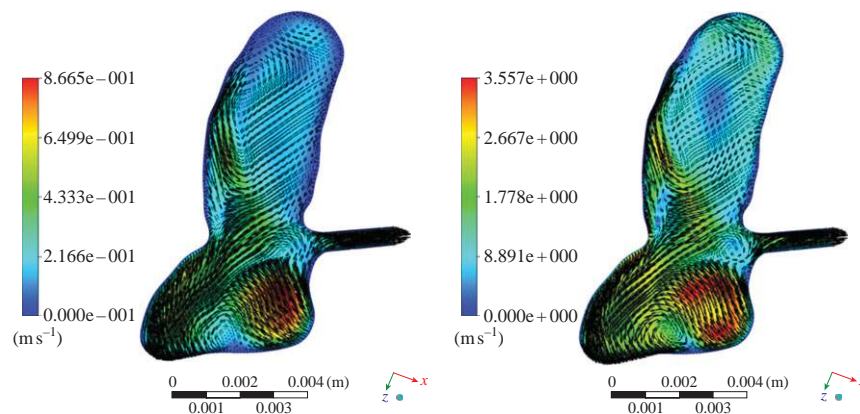 8.665e−001
6.499e−001
4.333e−001
2.166e−001
0.000e−001
(m s⁻¹)
0 0.002 0.004 (m)
0.001 0.003
x
z
3.557e+000
2.667e+000
1.778e+000
8.891e+000
0.000e+000
(m s⁻¹)
0 0.002 0.004 (m)
0.001 0.003
z